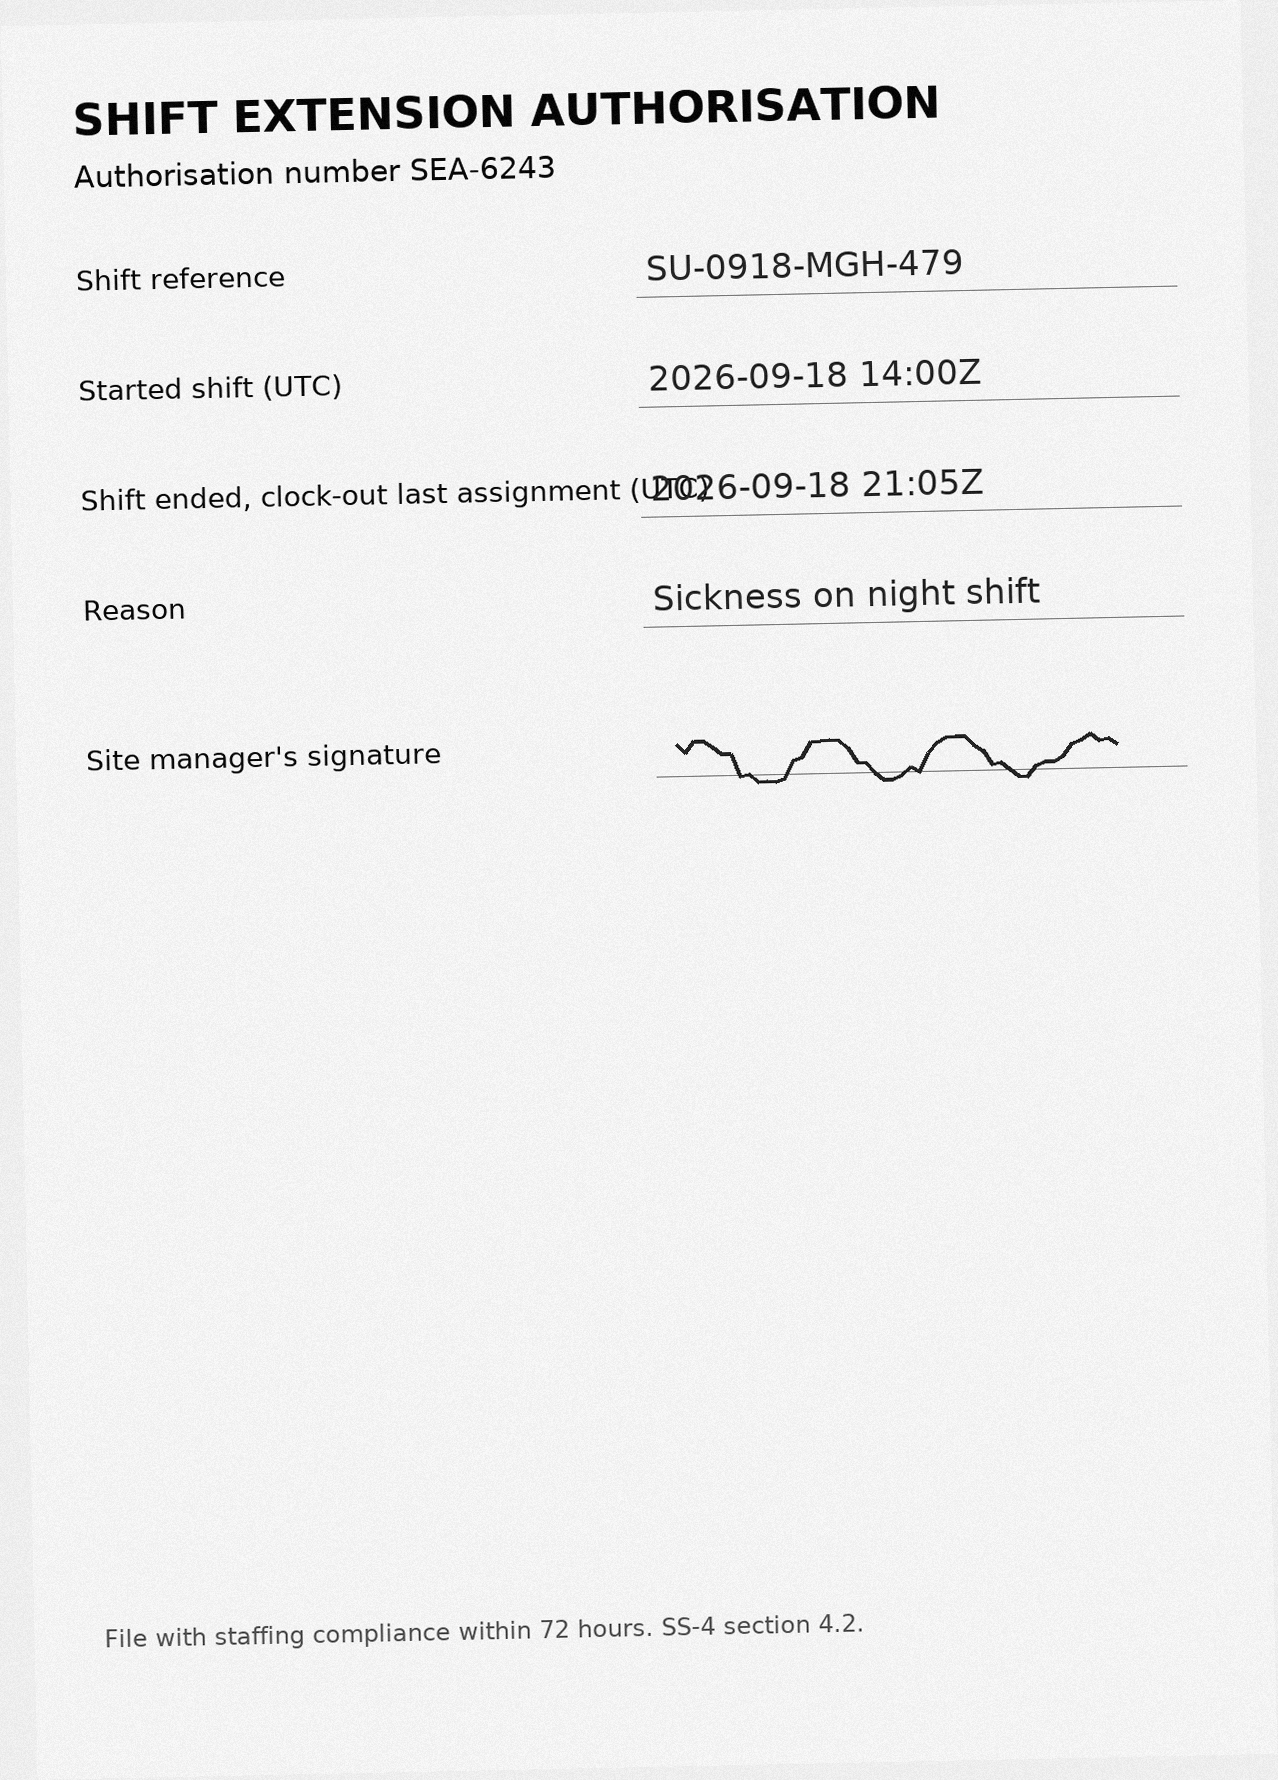 SHIFT EXTENSION AUTHORISATION
Authorisation number SEA-6243
Shift reference SU-0918-MGH-479
Started shift (UTC) 2026-09-18 14:00Z
Shift ended, clock-out last assignment (UTC) 2026-09-18 21:05Z
Reason Sickness on night shift
Site manager's signature
File with staffing compliance within 72 hours. SS-4 section 4.2.